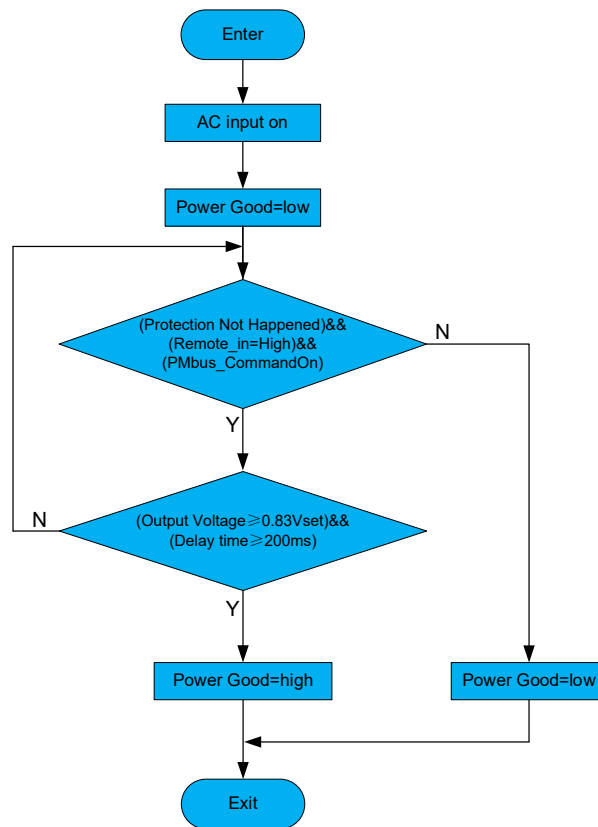 Enter
AC input on
Power Good=low
(Protection Not Happened)&&
(Remote_in=High)&&
(PMbus_CommandOn)
N
Y
(Output Voltage≥0.83Vset)&&
(Delay time≥200ms)
N
Y
Power Good=high
Power Good=low
Exit